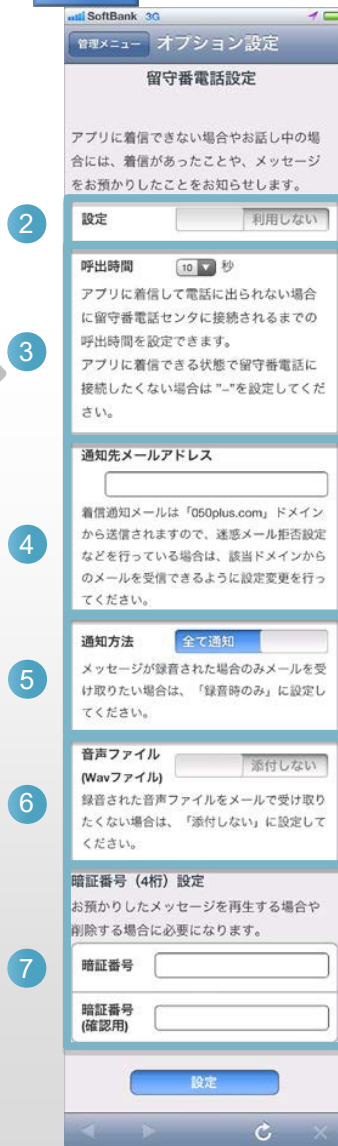 SoftBank 3G
管理メニュー オプション設定
留守番電話設定
アプリに着信できない場合やお話し中の場
合には、着信があったことや、メッセージ
をお預かりしたことをお知らせします。
2
設定 利用しない
3
呼出時間 10 秒
アプリに着信して電話に出られない場合
に留守番電話センタに接続されるまでの
呼出時間を設定できます。
アプリに着信できる状態で留守番電話に
接続したくない場合は "–"を設定してくだ
さい。
4
通知先メールアドレス
着信通知メールは「050plus.com」ドメイン
から送信されますので、迷惑メール拒否設定
などを行っている場合は、該当ドメインから
のメールを受信できるように設定変更を行っ
てください。
5
通知方法 全て通知
メッセージが録音された場合のみメールを受
け取りたい場合は、「録音時のみ」に設定し
てください。
6
音声ファイル
(Wavファイル) 添付しない
録音された音声ファイルをメールで受け取り
たくない場合は、「添付しない」に設定して
ください。
7
暗証番号（4桁）設定
お預かりしたメッセージを再生する場合や
削除する場合に必要になります。
暗証番号
暗証番号
(確認用)
設定